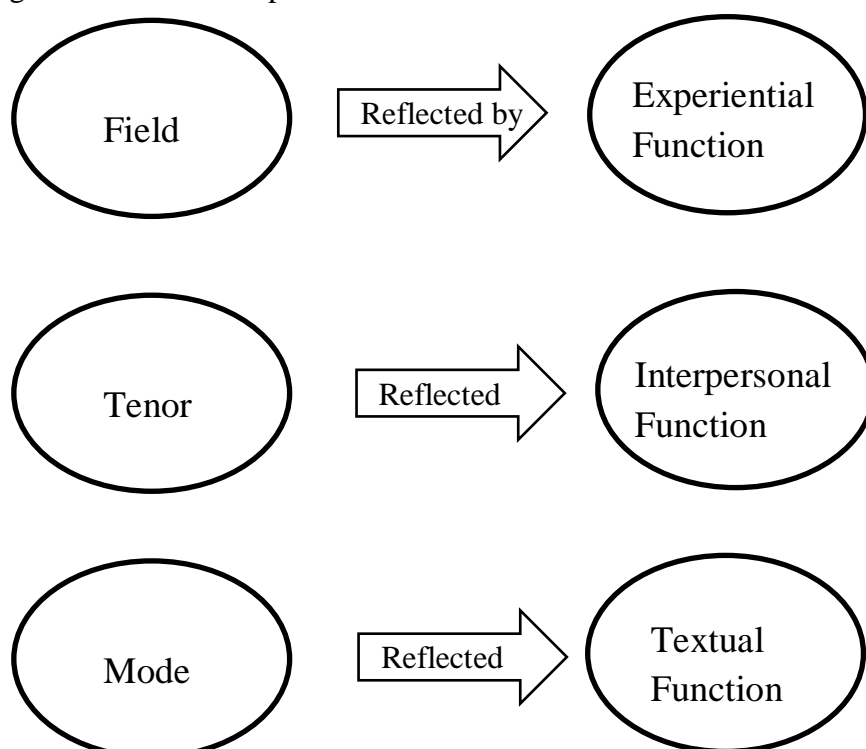 Field
Reflected by
Experiential
Function
Tenor
Reflected
Interpersonal
Function
Mode
Reflected
Textual
Function